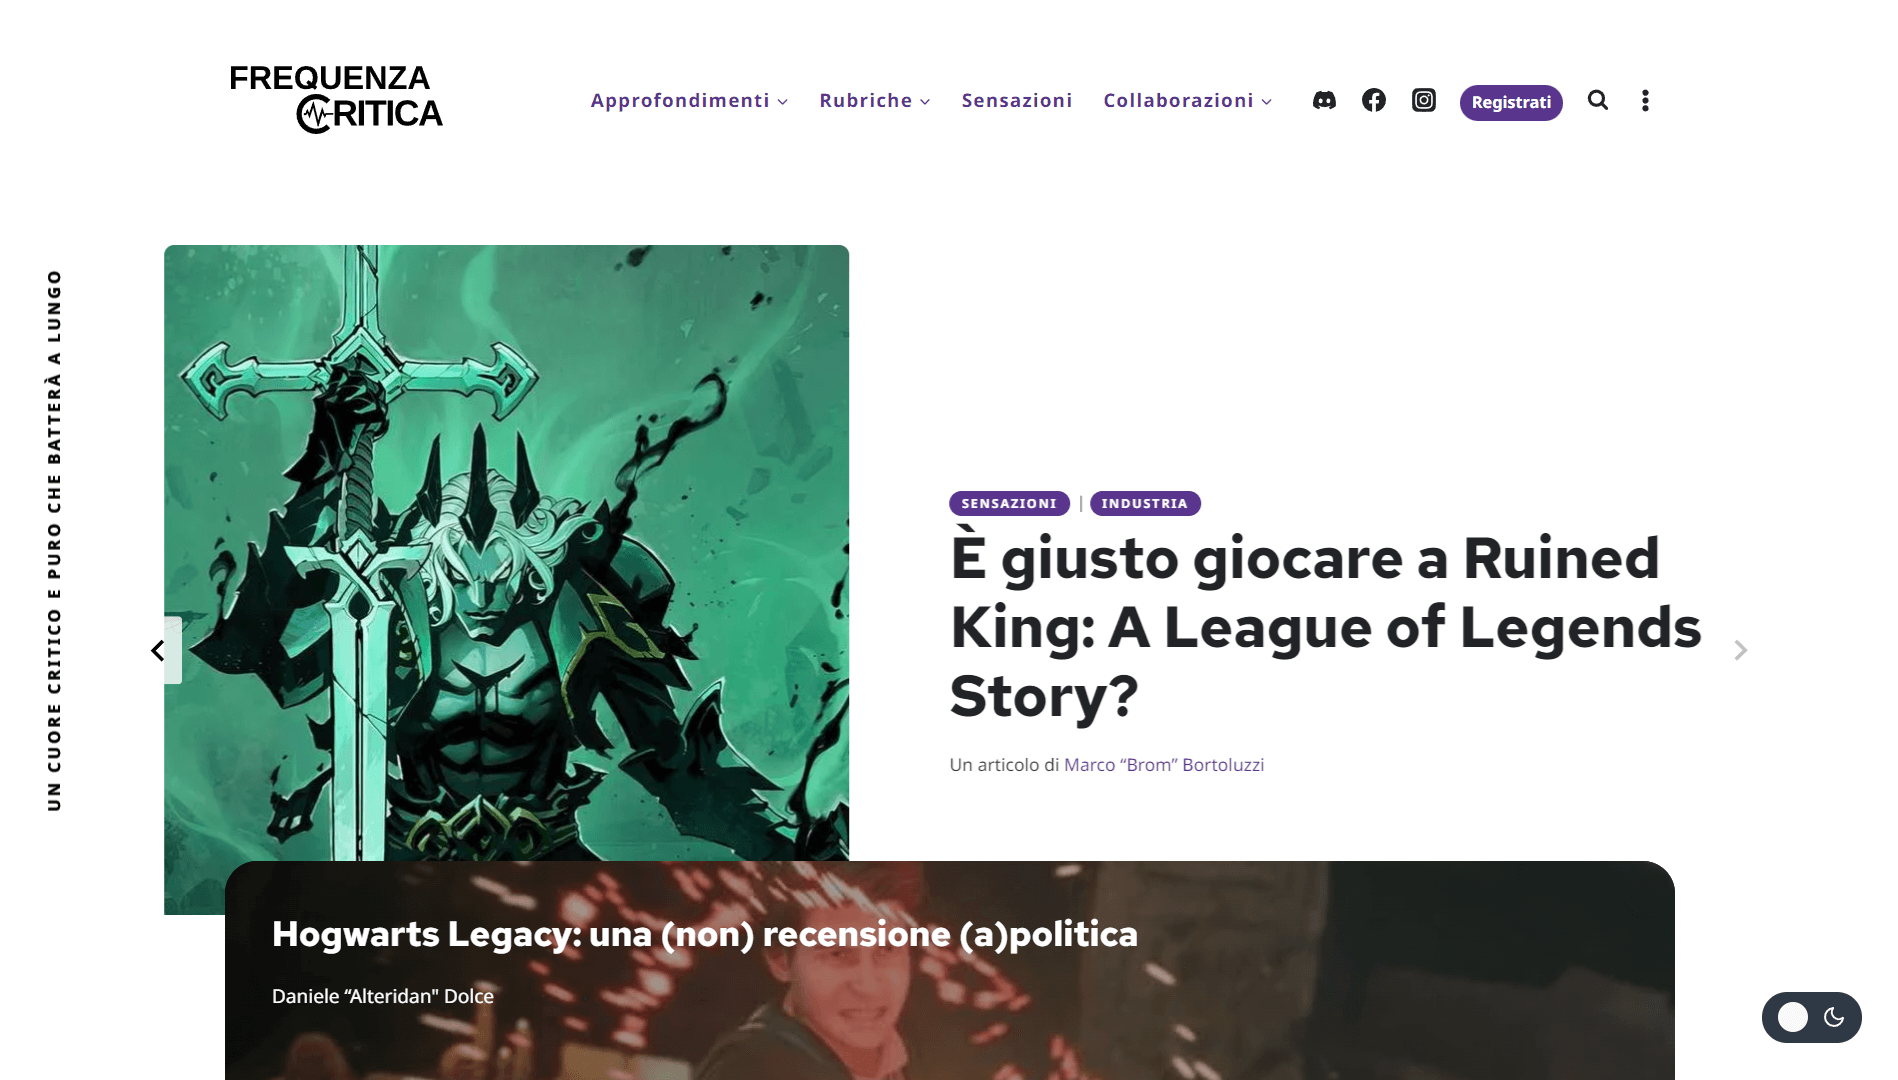 FREQUENZA
CRITICA
Approfondimenti
Rubriche
Sensazioni
Collaborazioni
Registrati
UN CUORE CRITICO E PURO CHE BATTERÀ A LUNGO
SENSAZIONI | INDUSTRIA
È giusto giocare a Ruined
King: A League of Legends
Story?
Un articolo di Marco “Brom” Bortoluzzi
Hogwarts Legacy: una (non) recensione (a)politica
Daniele “Alteridan" Dolce